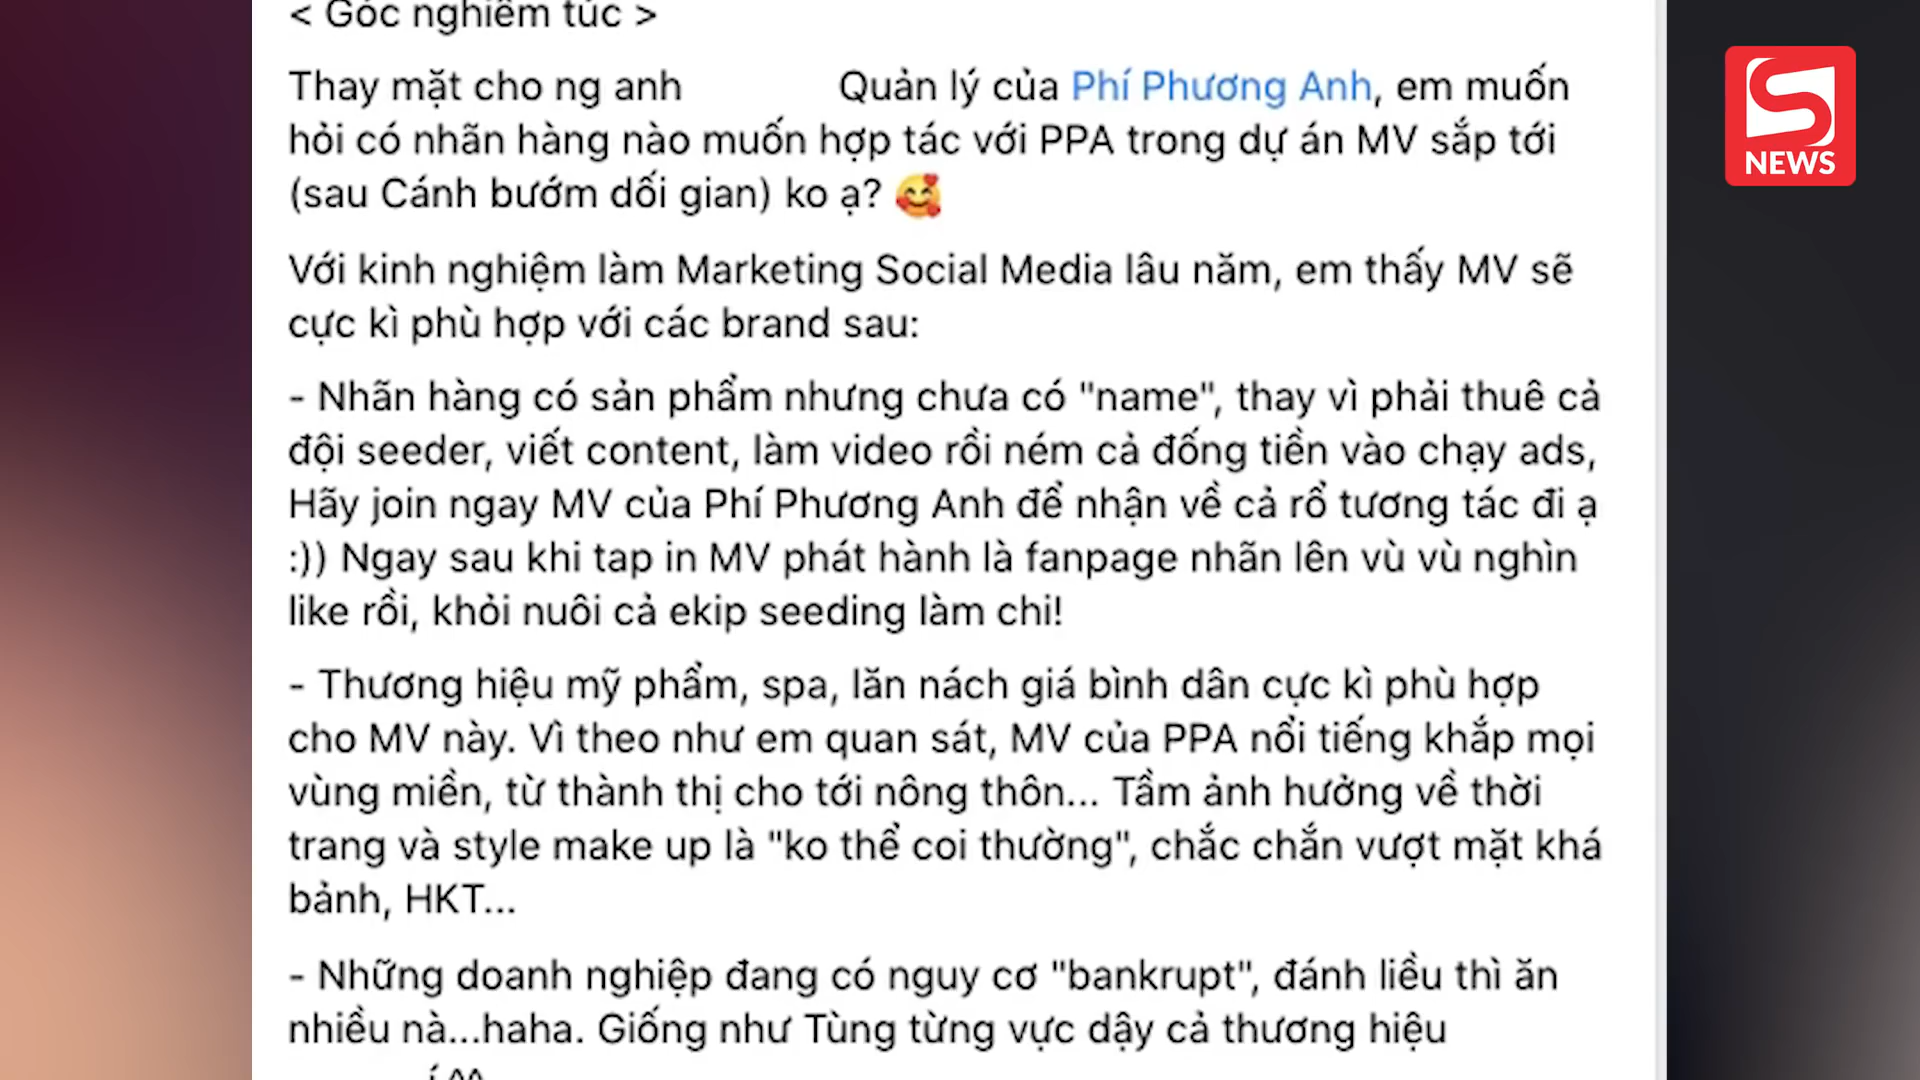 < Góc nghiêm túc >
Thay mặt cho ng anh Quản lý của Phí Phương Anh, em muốn
hỏi có nhãn hàng nào muốn hợp tác với PPA trong dự án MV sắp tới
(sau Cánh bướm dối gian) ko ạ? 🥰
Với kinh nghiệm làm Marketing Social Media lâu năm, em thấy MV sẽ
cực kì phù hợp với các brand sau:
- Nhãn hàng có sản phẩm nhưng chưa có "name", thay vì phải thuê cả
đội seeder, viết content, làm video rồi ném cả đống tiền vào chạy ads,
Hãy join ngay MV của Phí Phương Anh để nhận về cả rổ tương tác đi ạ
:)) Ngay sau khi tap in MV phát hành là fanpage nhãn lên vù vù nghìn
like rồi, khỏi nuôi cả ekip seeding làm chi!
- Thương hiệu mỹ phẩm, spa, lăn nách giá bình dân cực kì phù hợp
cho MV này. Vì theo như em quan sát, MV của PPA nổi tiếng khắp mọi
vùng miền, từ thành thị cho tới nông thôn... Tầm ảnh hưởng về thời
trang và style make up là "ko thể coi thường", chắc chắn vượt mặt khá
bảnh, HKT...
- Những doanh nghiệp đang có nguy cơ "bankrupt", đánh liều thì ăn
nhiều nà...haha. Giống như Tùng từng vực dậy cả thương hiệu
S
NEWS